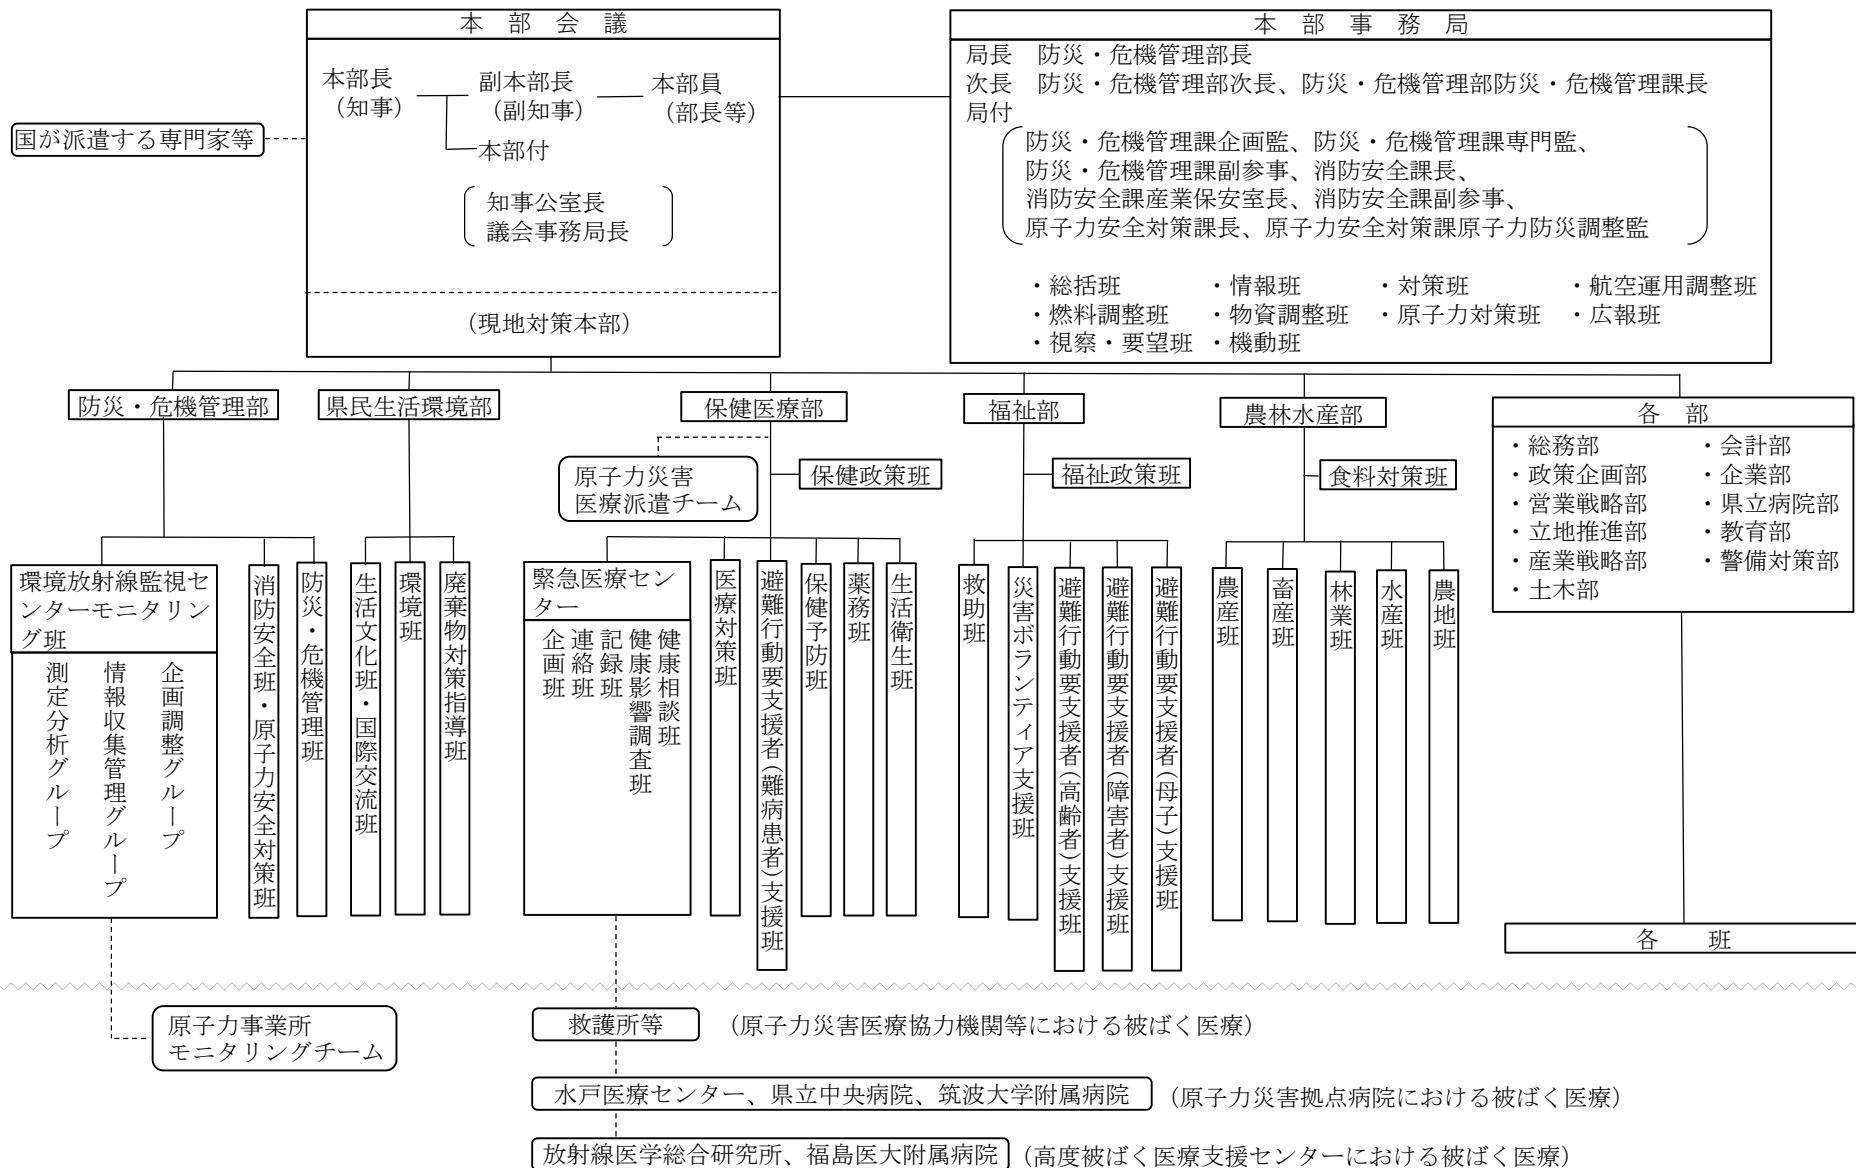 本部会議
本部長
（知事）
副本部長
（副知事）
本部員
（部長等）
本部付
知事公室長
議会事務局長
（現地対策本部）
国が派遣する専門家等
本部事務局
局長　防災・危機管理部長
次長　防災・危機管理部次長、防災・危機管理部防災・危機管理課長
局付
防災・危機管理課企画監、防災・危機管理課専門監、
防災・危機管理課副参事、消防安全課長、
消防安全課産業保安室長、消防安全課副参事、
原子力安全対策課長、原子力安全対策課原子力防災調整監
・総括班　・情報班　・対策班　・航空運用調整班
・燃料調整班　・物資調整班　・原子力対策班　・広報班
・視察・要望班　・機動班
防災・危機管理部
県民生活環境部
保健医療部
福祉部
農林水産部
各部
・総務部　・会計部
・政策企画部　・企業部
・営業戦略部　・県立病院部
・立地推進部　・教育部
・産業戦略部　・警備対策部
・土木部
原子力災害
医療派遣チーム
保健政策班
福祉政策班
食料対策班
環境放射線監視セ
ンターモニタリン
グ班
測定分析グループ
情報収集管理グループ
企画調整グループ
消防安全班・原子力安全対策班
防災・危機管理班
生活文化班・国際交流班
環境班
廃棄物対策指導班
緊急医療セン
ター
企画班
連絡班
記録班
健康影響調査班
健康相談班
医療対策班
避難行動要支援者(難病患者)支援班
保健予防班
薬務班
生活衛生班
救助班
災害ボランティア支援班
避難行動要支援者(高齢者)支援班
避難行動要支援者(障害者)支援班
避難行動要支援者(母子)支援班
農産班
畜産班
林業班
水産班
農地班
各班
原子力事業所
モニタリングチーム
救護所等　（原子力災害医療協力機関等における被ばく医療）
水戸医療センター、県立中央病院、筑波大学附属病院　（原子力災害拠点病院における被ばく医療）
放射線医学総合研究所、福島医大附属病院　（高度被ばく医療支援センターにおける被ばく医療）